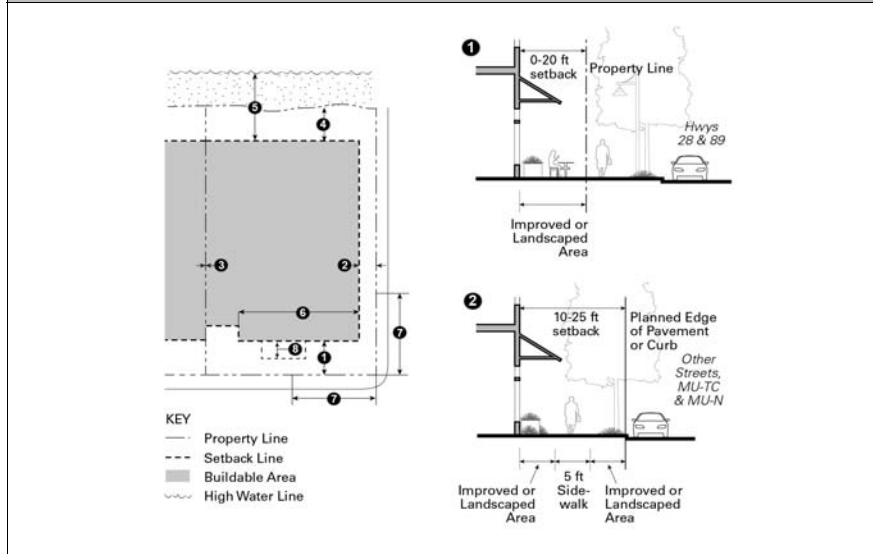 5
4
3
2
6
7
8
1
7
KEY
Property Line
Setback Line
Buildable Area
High Water Line
1
0-20 ft
setback
Property Line
Hwys
28 & 89
Improved or
Landscaped
Area
2
10-25 ft
setback
Planned Edge
of Pavement
or Curb
Other
Streets,
MU-TC
& MU-N
Improved or
Landscaped
Area
5 ft
Side-
walk
Improved or
Landscaped
Area